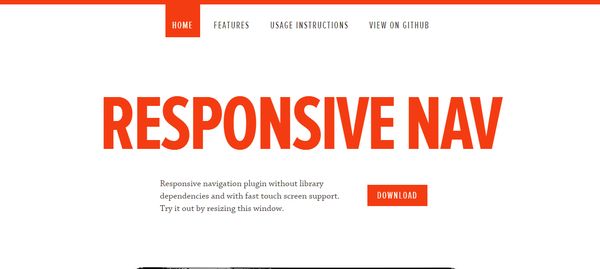 HOME FEATURES USAGE INSTRUCTIONS VIEW ON GITHUB
RESPONSIVE NAV
Responsive navigation plugin without library
dependencies and with fast touch screen support.
Try it out by resizing this window.
DOWNLOAD